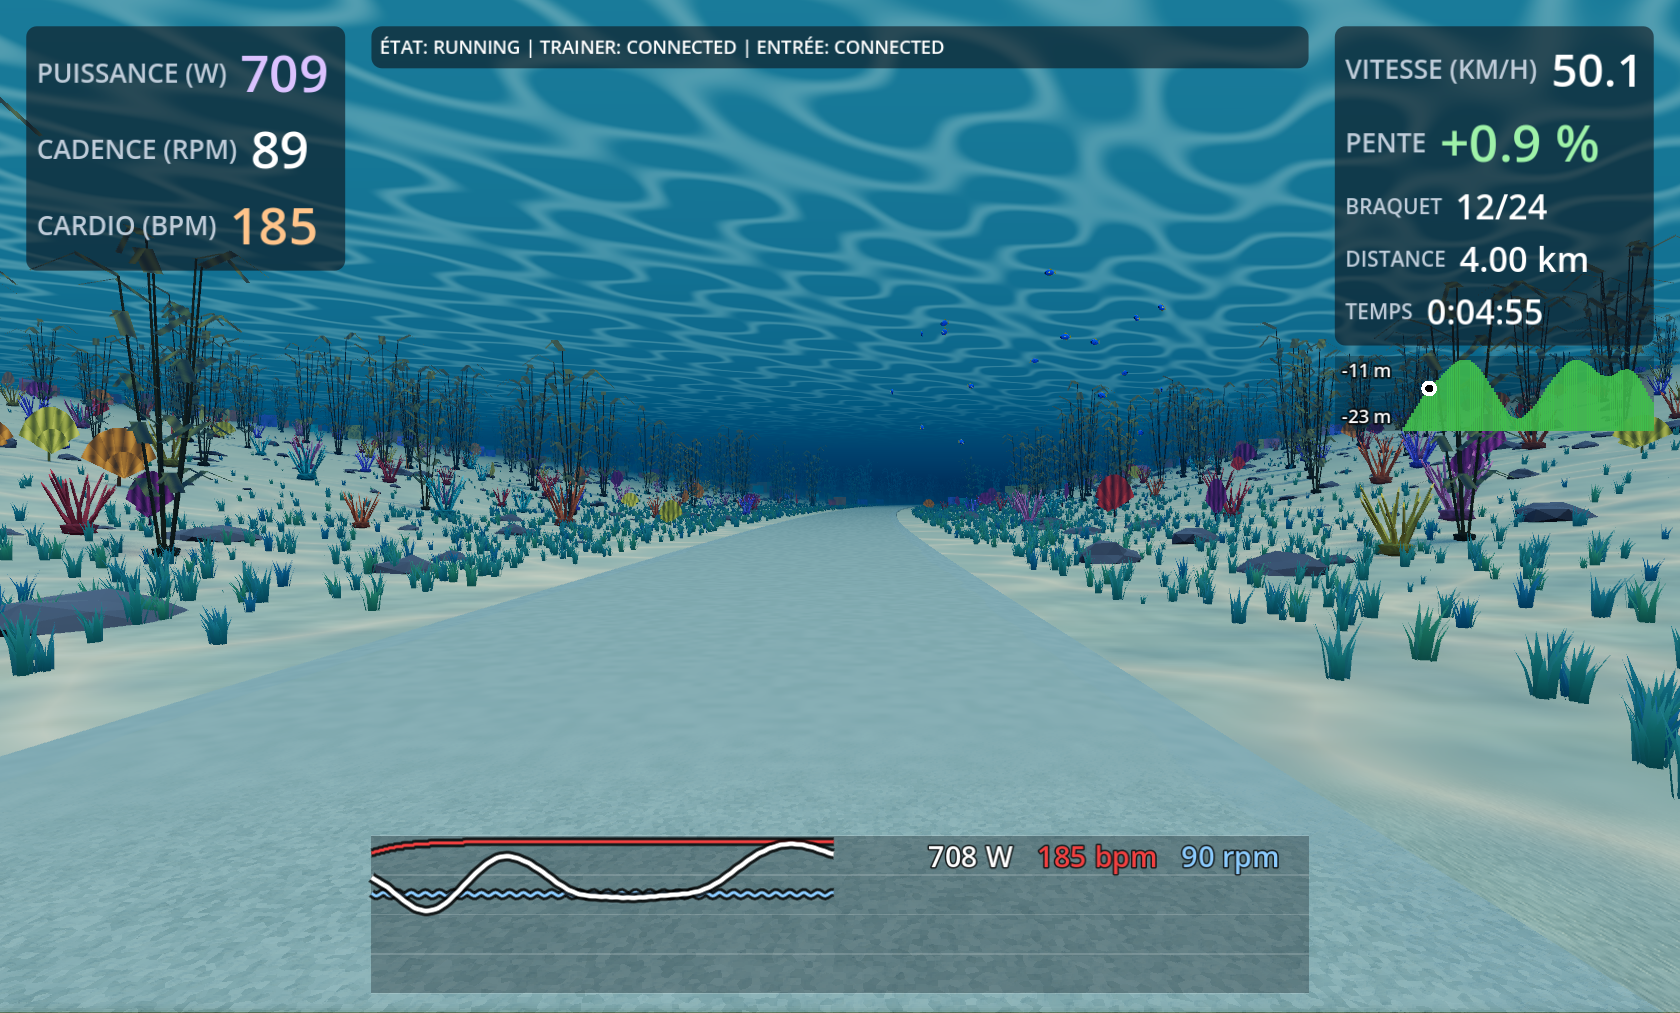 PUISSANCE (W) 709
CADENCE (RPM) 89
CARDIO (BPM) 185
ÉTAT: RUNNING | TRAINER: CONNECTED | ENTRÉE: CONNECTED
VITESSE (KM/H) 50.1
PENTE +0.9 %
BRAQUET 12/24
DISTANCE 4.00 km
TEMPS 0:04:55
-11 m
-23 m
708 W 185 bpm 90 rpm